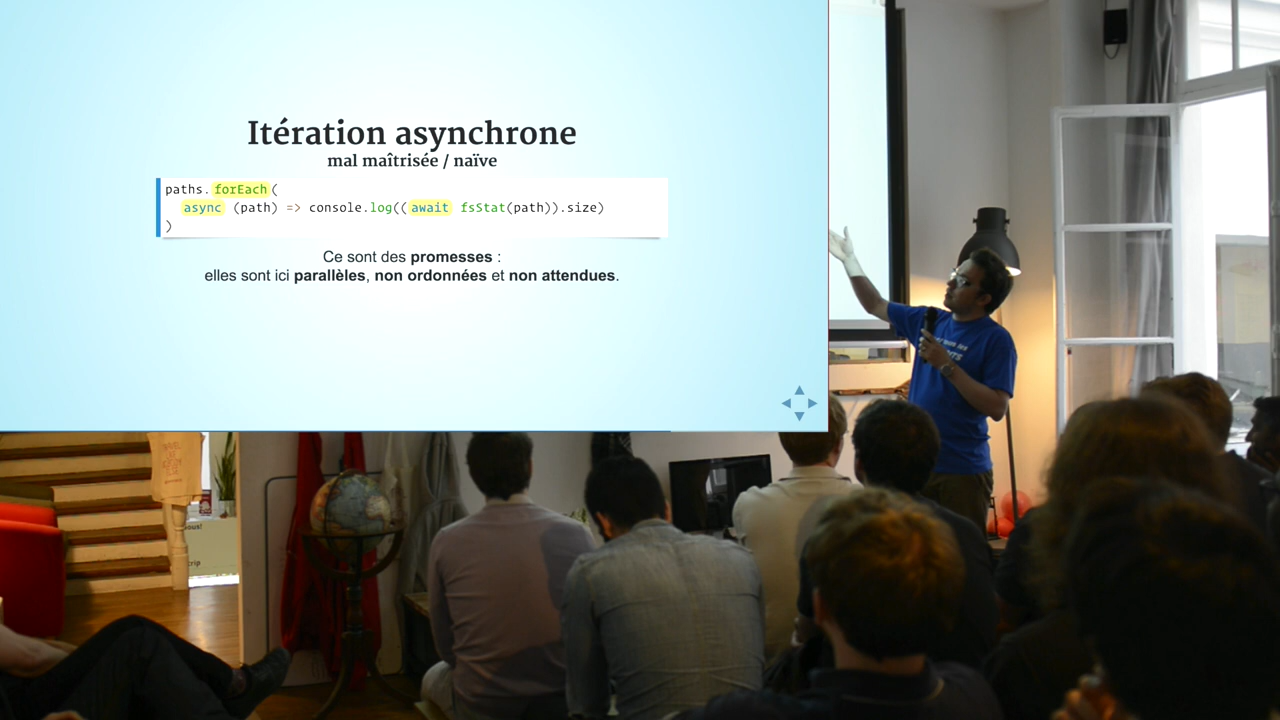 Itération asynchrone
mal maîtrisée / naïve
paths.forEach(
async (path) => console.log((await fsStat(path)).size)
)
Ce sont des promesses :
elles sont ici parallèles, non ordonnées et non attendues.